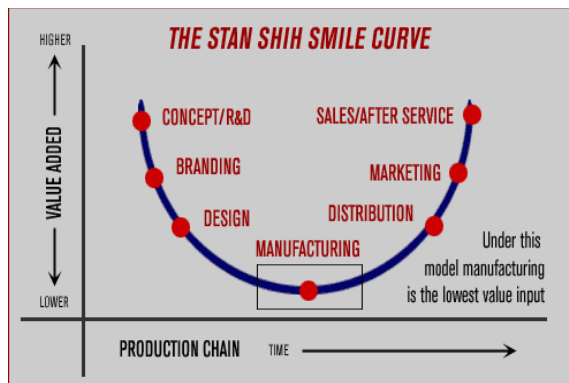 THE STAN SHIH SMILE CURVE
HIGHER
VALUE ADDED
LOWER
CONCEPT/R&D
BRANDING
DESIGN
MANUFACTURING
DISTRIBUTION
MARKETING
SALES/AFTER SERVICE
Under this
model manufacturing
is the lowest value input
PRODUCTION CHAIN TIME